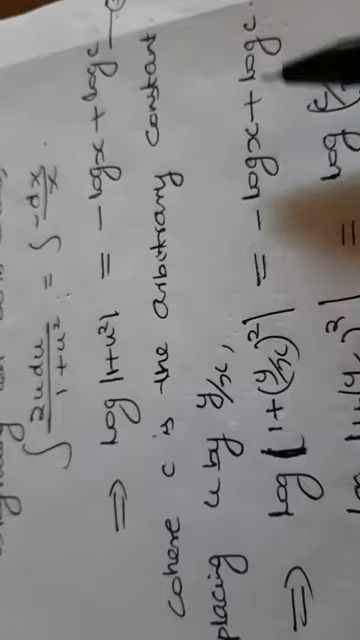 ∫ 2udu / 1+u² = ∫ -dx/x.
⇒ log |1+u²| = - logx + logc
where c is the arbitrary constant.
placing u by y/x,
⇒ log |1+(y/x)²| = - logx + logc.